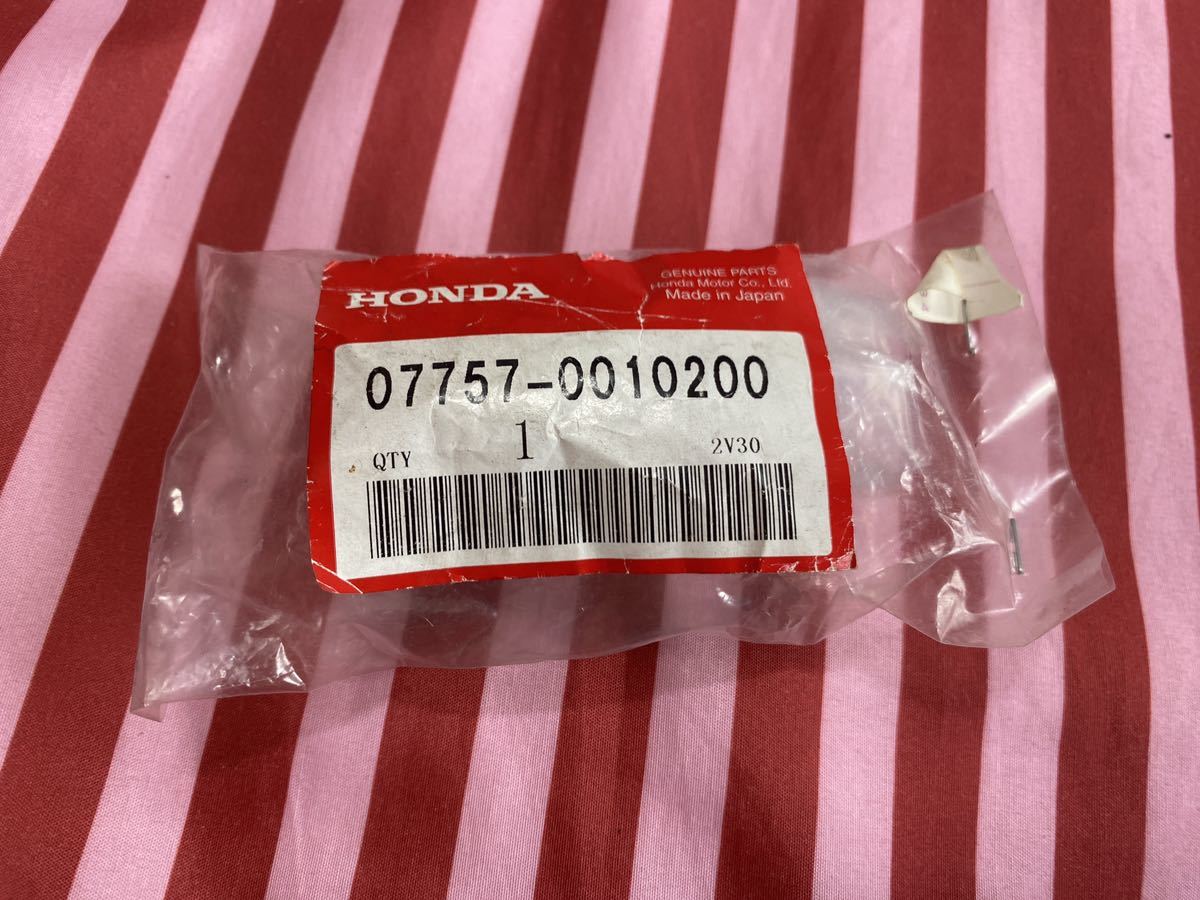 HONDA
GENUINE PARTS
Honda Motor Co., Ltd.
Made in Japan
07757-0010200
QTY 1 2V30